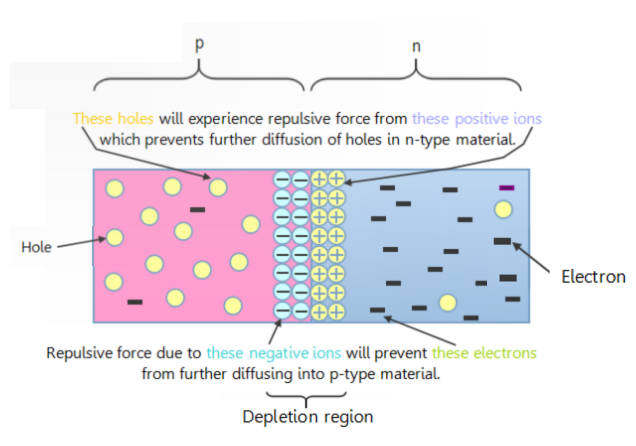 p
n
These holes will experience repulsive force from these positive ions
which prevents further diffusion of holes in n-type material.
Hole
Electron
Repulsive force due to these negative ions will prevent these electrons
from further diffusing into p-type material.
Depletion region